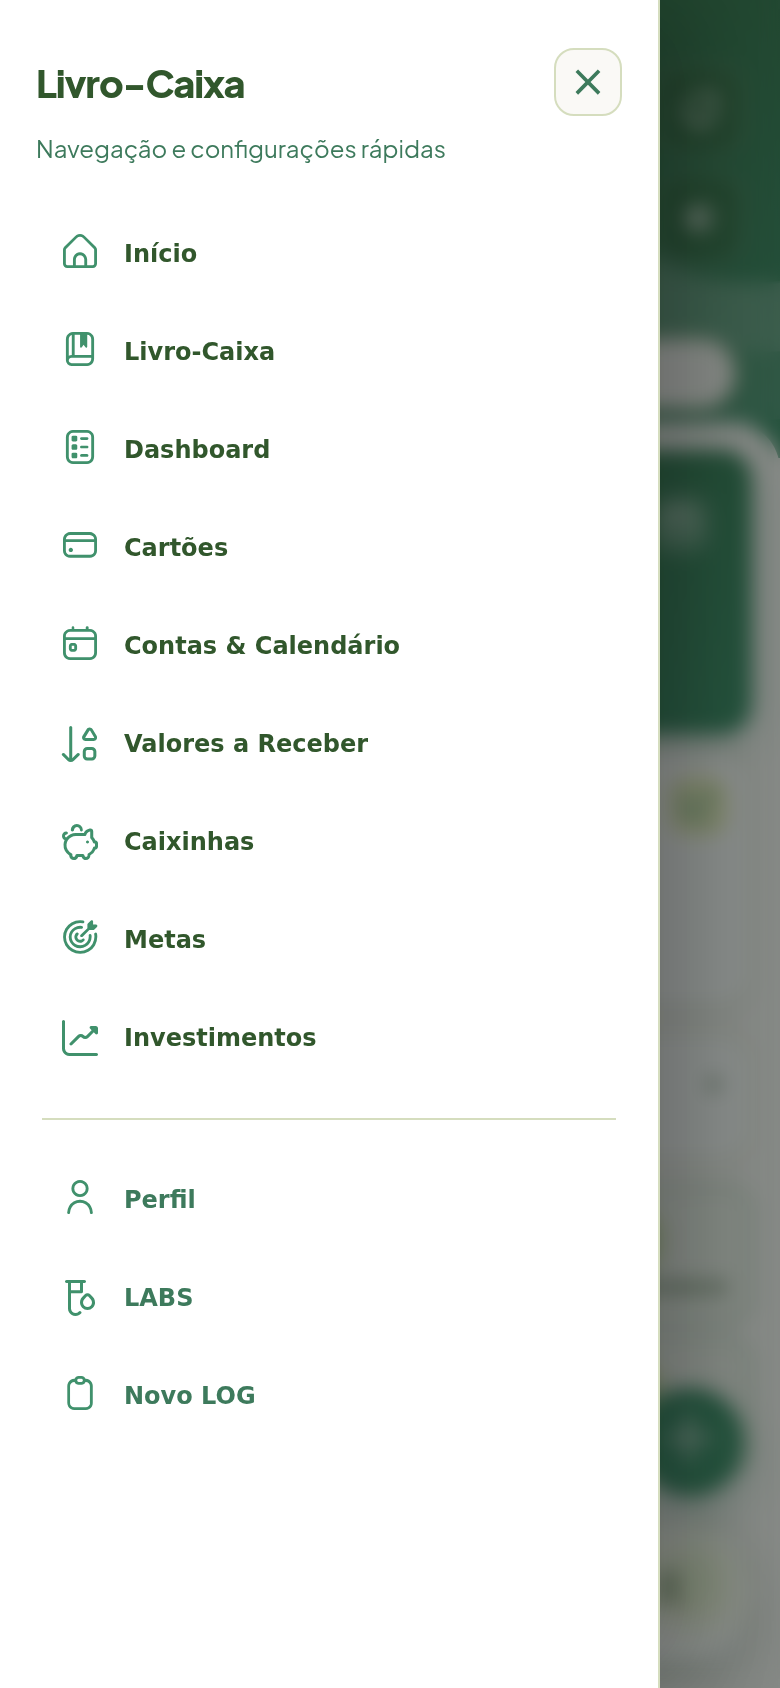 Livro-Caixa
Navegação e configurações rápidas
Início
Livro-Caixa
Dashboard
Cartões
Contas & Calendário
Valores a Receber
Caixinhas
Metas
Investimentos
Perfil
LABS
Novo LOG